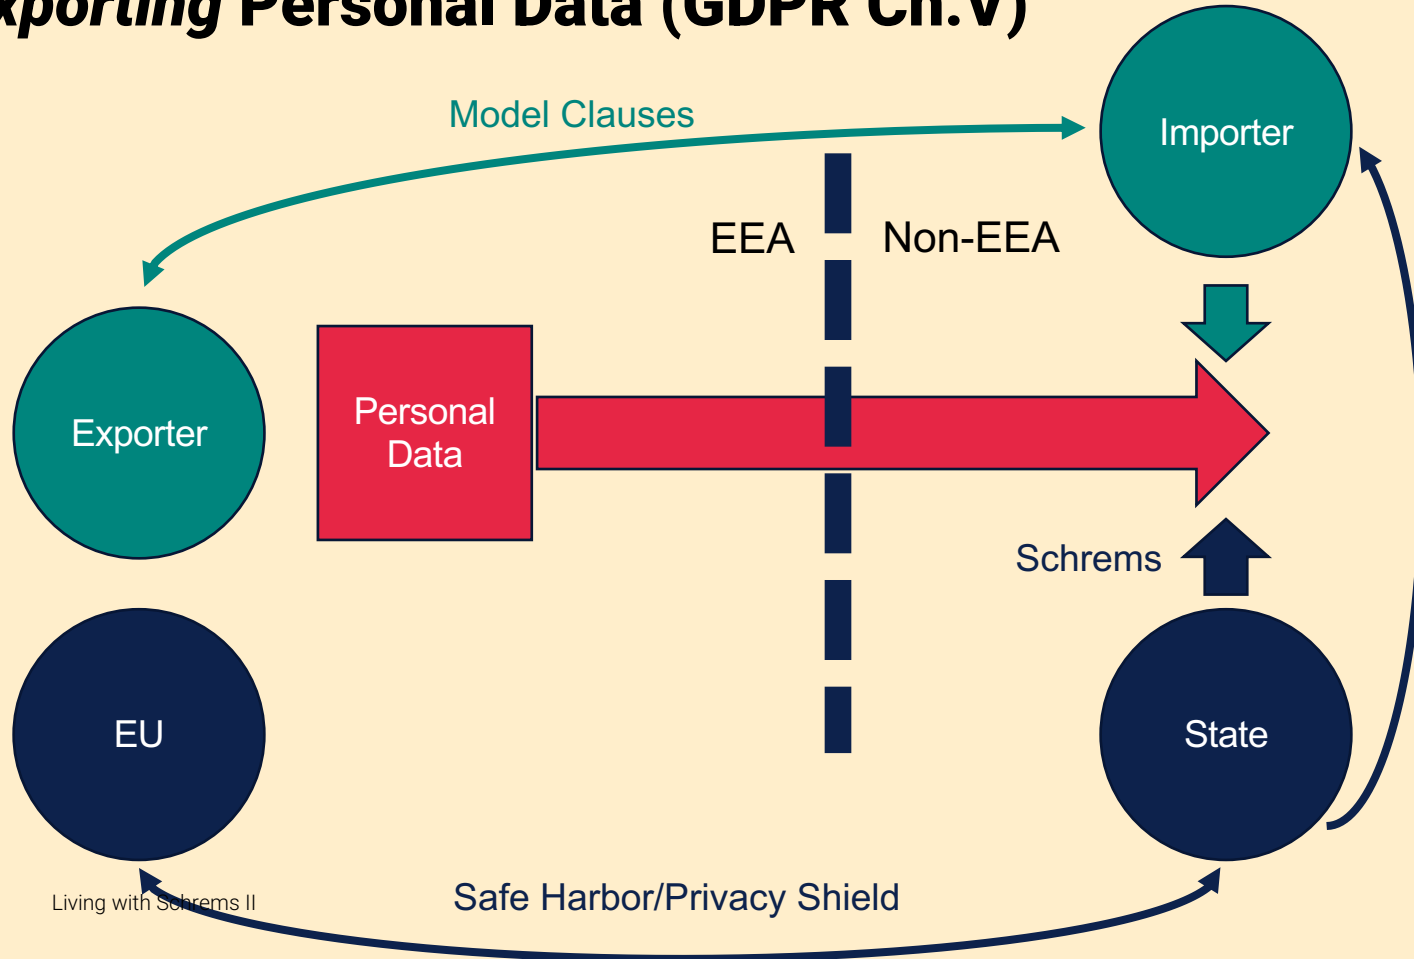 xporting Personal Data (GDPR Ch.V)
Model Clauses
Importer
EEA
Non-EEA
Exporter
Personal
Data
Schrems
EU
State
Living with Schrems II
Safe Harbor/Privacy Shield